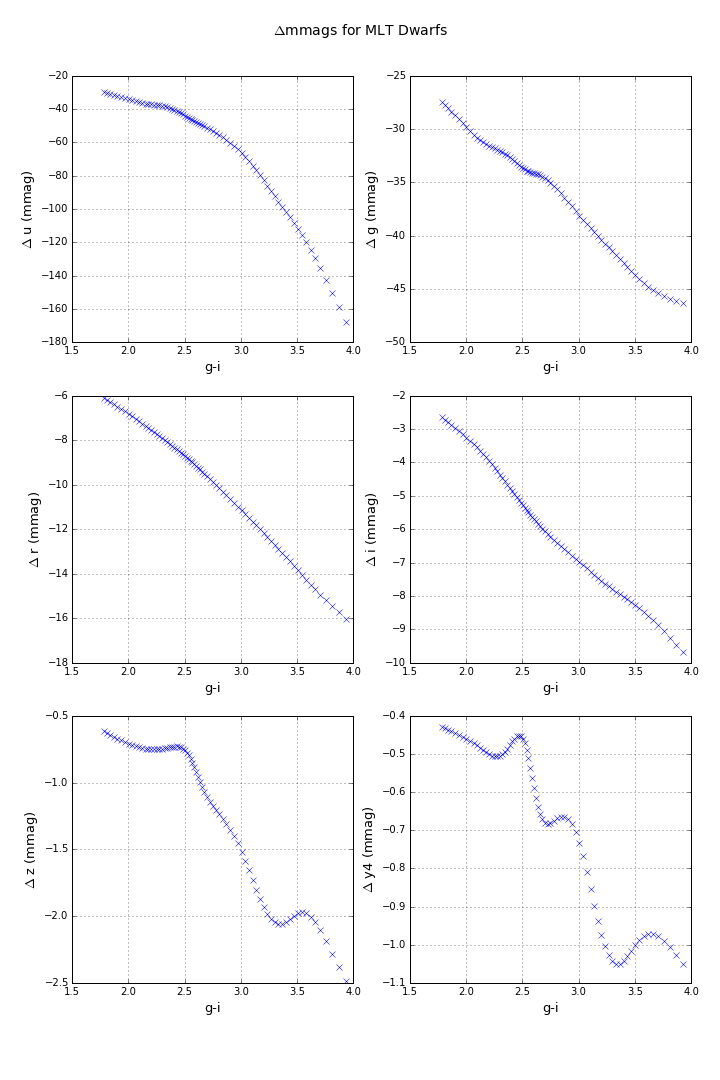 Δmmags for MLT Dwarfs
−20
−40
−60
−80
−100
−120
−140
−160
−180
Δ u (mmag)
1.5 2.0 2.5 3.0 3.5 4.0
g-i
−25
−30
−35
−40
−45
−50
Δ g (mmag)
1.5 2.0 2.5 3.0 3.5 4.0
g-i
−6
−8
−10
−12
−14
−16
−18
Δ r (mmag)
1.5 2.0 2.5 3.0 3.5 4.0
g-i
−2
−3
−4
−5
−6
−7
−8
−9
−10
Δ i (mmag)
1.5 2.0 2.5 3.0 3.5 4.0
g-i
−0.5
−1.0
−1.5
−2.0
−2.5
Δ z (mmag)
1.5 2.0 2.5 3.0 3.5 4.0
g-i
−0.4
−0.5
−0.6
−0.7
−0.8
−0.9
−1.0
−1.1
Δ y4 (mmag)
1.5 2.0 2.5 3.0 3.5 4.0
g-i